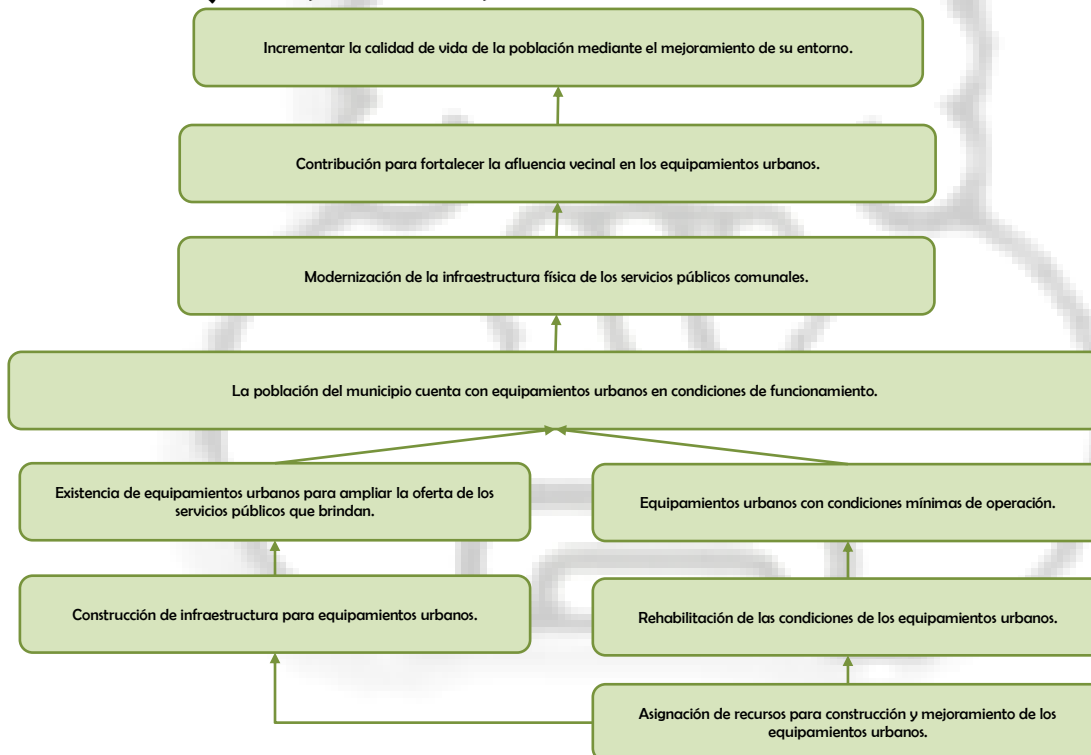 Incrementar la calidad de vida de la población mediante el mejoramiento de su entorno.
Contribución para fortalecer la afluencia vecinal en los equipamientos urbanos.
Modernización de la infraestructura física de los servicios públicos comunales.
La población del municipio cuenta con equipamientos urbanos en condiciones de funcionamiento.
Existencia de equipamientos urbanos para ampliar la oferta de los
servicios públicos que brindan.
Equipamientos urbanos con condiciones mínimas de operación.
Construcción de infraestructura para equipamientos urbanos.
Rehabilitación de las condiciones de los equipamientos urbanos.
Asignación de recursos para construcción y mejoramiento de los
equipamientos urbanos.